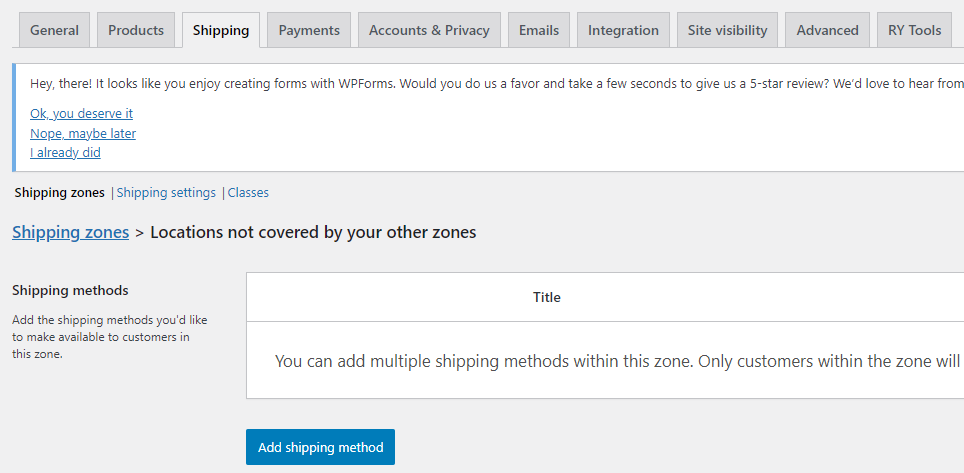 General Products Shipping Payments Accounts & Privacy Emails Integration Site visibility Advanced RY Tools
Hey, there! It looks like you enjoy creating forms with WPForms. Would you do us a favor and take a few seconds to give us a 5-star review? We'd love to hear from
Ok, you deserve it
Nope, maybe later
I already did
Shipping zones | Shipping settings | Classes
Shipping zones > Locations not covered by your other zones
Shipping methods
Add the shipping methods you'd like
to make available to customers in
this zone.
Title
You can add multiple shipping methods within this zone. Only customers within the zone will
Add shipping method